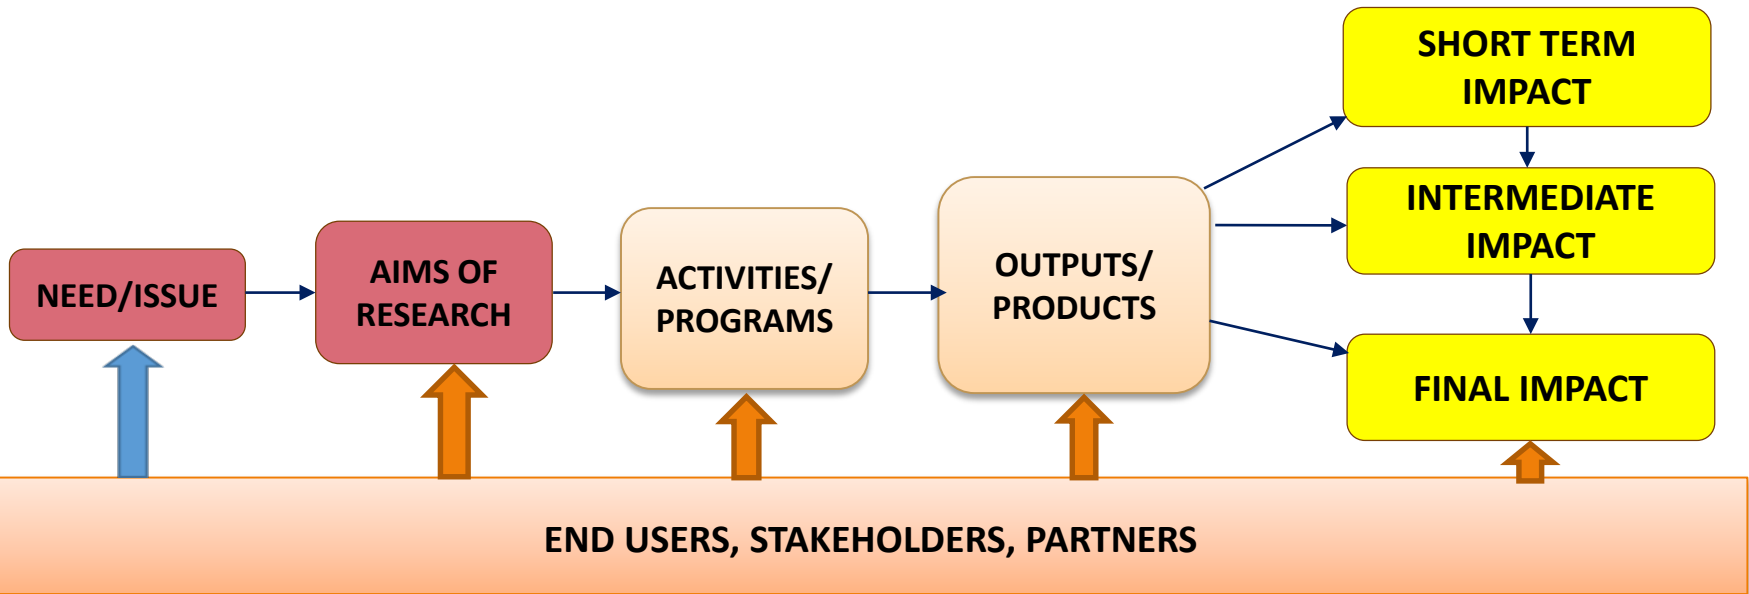 NEED/ISSUE
AIMS OF
RESEARCH
ACTIVITIES/
PROGRAMS
OUTPUTS/
PRODUCTS
SHORT TERM
IMPACT
INTERMEDIATE
IMPACT
FINAL IMPACT
END USERS, STAKEHOLDERS, PARTNERS